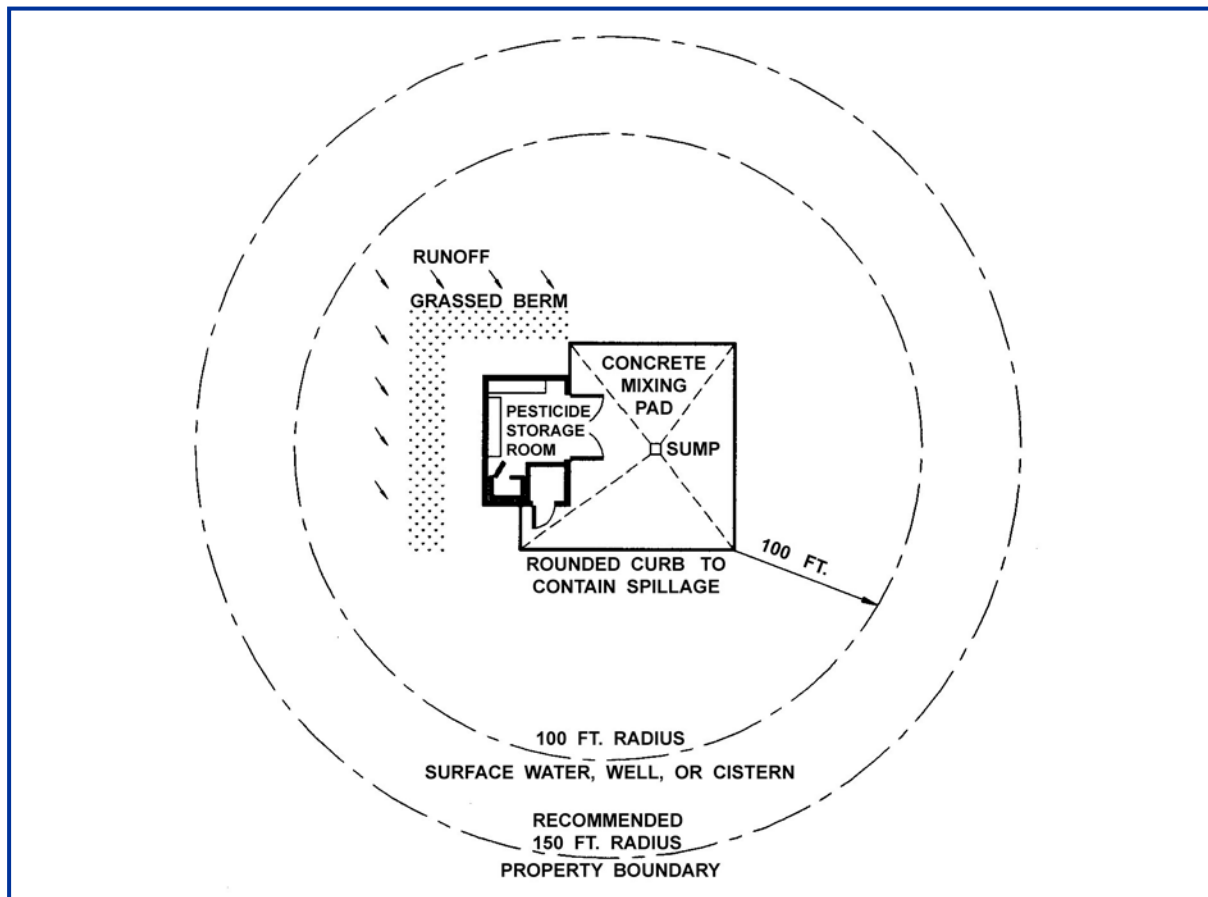 RUNOFF
GRASSED BERM
CONCRETE
MIXING
PAD
PESTICIDE
STORAGE
ROOM
SUMP
ROUNDED CURB TO
CONTAIN SPILLAGE
100 FT.
100 FT. RADIUS
SURFACE WATER, WELL, OR CISTERN
RECOMMENDED
150 FT. RADIUS
PROPERTY BOUNDARY